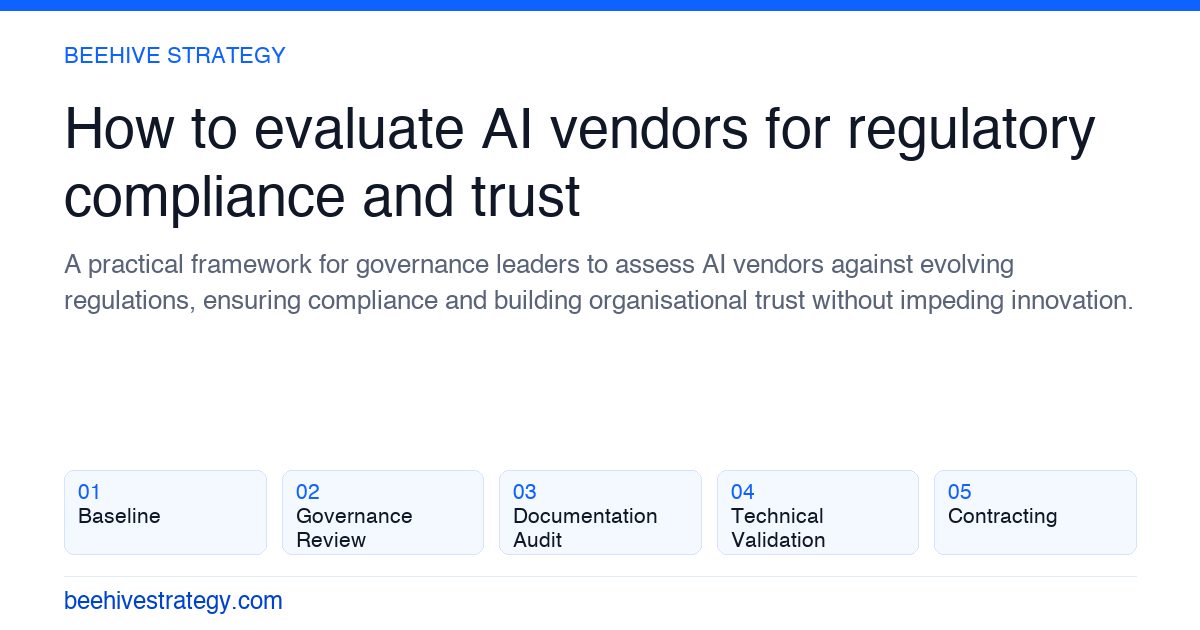 BEEHIVE STRATEGY
How to evaluate AI vendors for regulatory
compliance and trust
A practical framework for governance leaders to assess AI vendors against evolving
regulations, ensuring compliance and building organisational trust without impeding innovation.
01
Baseline
02
Governance
Review
03
Documentation
Audit
04
Technical
Validation
05
Contracting
beehivestrategy.com